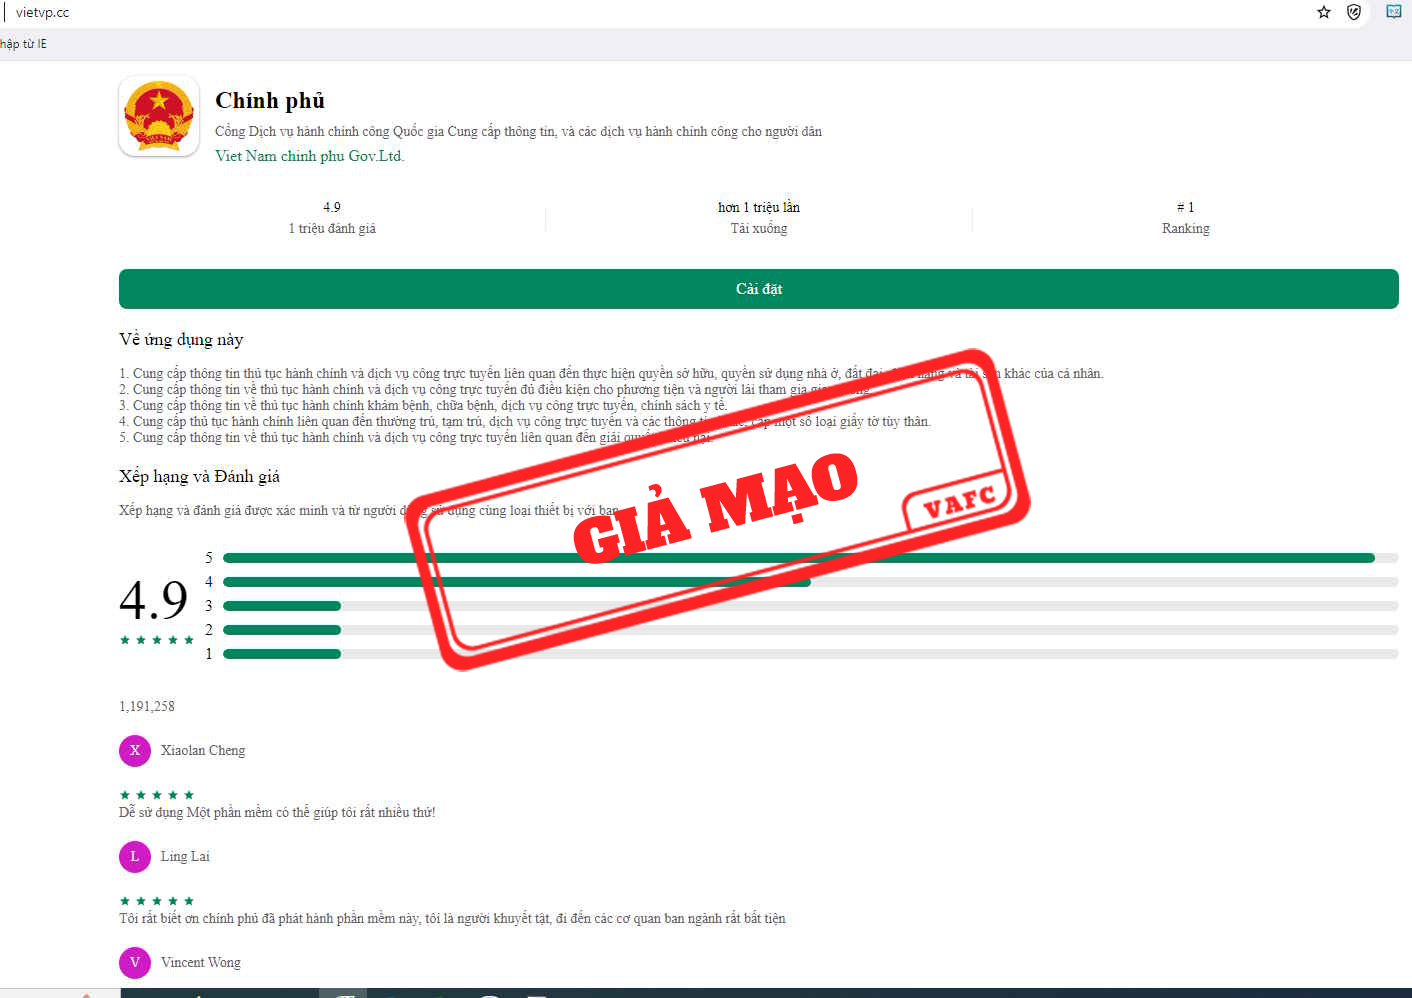 vietvp.cc
hập từ IE
Chính phủ
Cổng Dịch vụ hành chính công Quốc gia Cung cấp thông tin, và các dịch vụ hành chính công cho người dân
Viet Nam chinh phu Gov.Ltd.
4.9
1 triệu đánh giá
hơn 1 triệu lần
Tải xuống
# 1
Ranking
Cài đặt
Về ứng dụng này
1. Cung cấp thông tin thủ tục hành chính và dịch vụ công trực tuyến liên quan đến thực hiện quyền sở hữu, quyền sử dụng nhà ở, đất đai, hàng và tài sản khác của cá nhân.
2. Cung cấp thông tin về thủ tục hành chính và dịch vụ công trực tuyến đủ điều kiện cho phương tiện và người lái tham gia giao thông.
3. Cung cấp thông tin về thủ tục hành chính khám bệnh, chữa bệnh, dịch vụ công trực tuyến, chính sách y tế.
4. Cung cấp thủ tục hành chính liên quan đến thường trú, tạm trú, dịch vụ công trực tuyến và các thông tin cấp một số loại giấy tờ tùy thân.
5. Cung cấp thông tin về thủ tục hành chính và dịch vụ công trực tuyến liên quan đến giải quyết nại.
Xếp hạng và Đánh giá
Xếp hạng và đánh giá được xác minh và từ người dùng sử dụng cùng loại thiết bị với bạn
GIẢ MẠO
VAFC
5
4
4.9
3
2
1
1,191,258
X
Xiaolan Cheng
Dễ sử dụng Một phần mềm có thể giúp tôi rất nhiều thứ!
L
Ling Lai
Tôi rất biết ơn chính phủ đã phát hành phần mềm này, tôi là người khuyết tật, đi đến các cơ quan ban ngành rất bất tiện
V
Vincent Wong